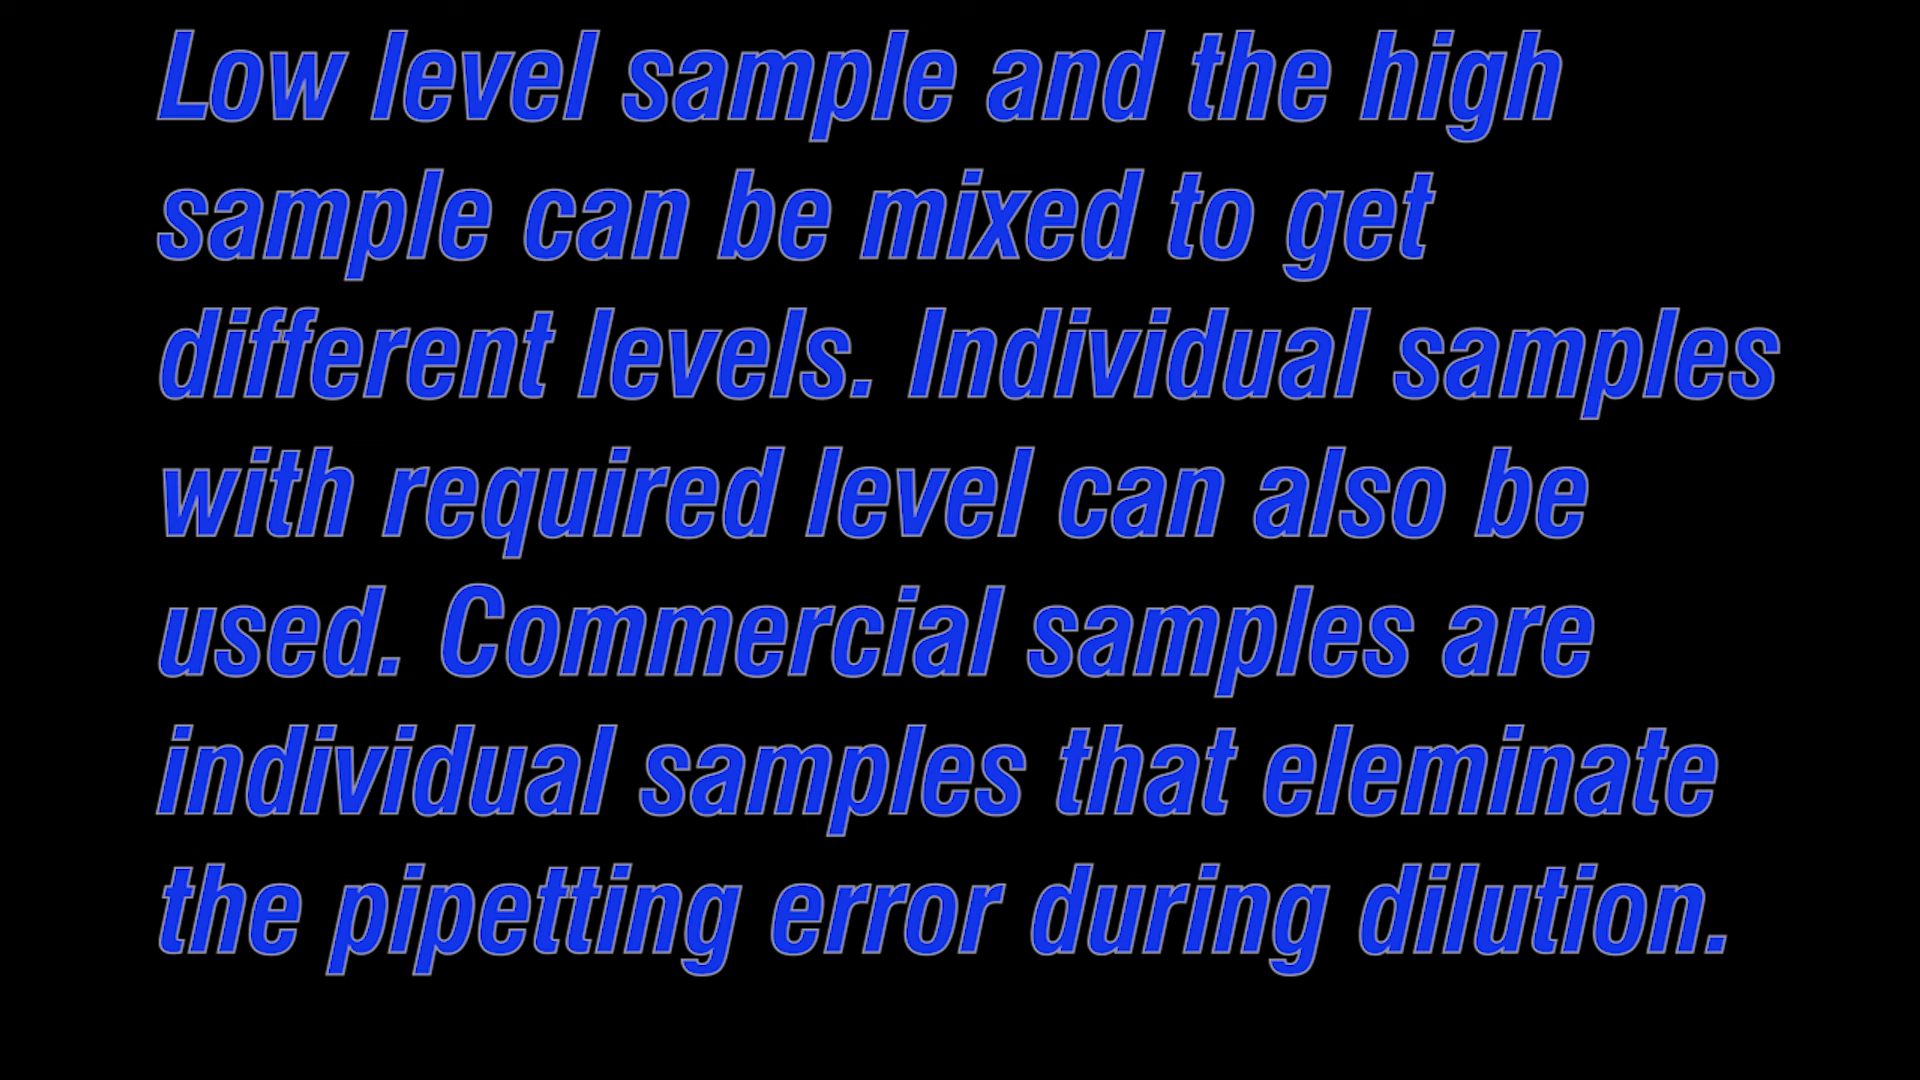 Low level sample and the high
sample can be mixed to get
different levels. Individual samples
with required level can also be
used. Commercial samples are
individual samples that eleminate
the pipetting error during dilution.